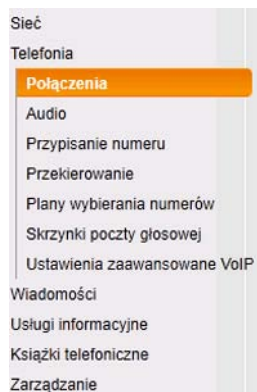 Sieć
Telefonia
Połączenia
Audio
Przypisanie numeru
Przekierowanie
Plany wybierania numerów
Skrzynki poczty głosowej
Ustawienia zaawansowane VoIP
Wiadomości
Usługi informacyjne
Książki telefoniczne
Zarządzanie